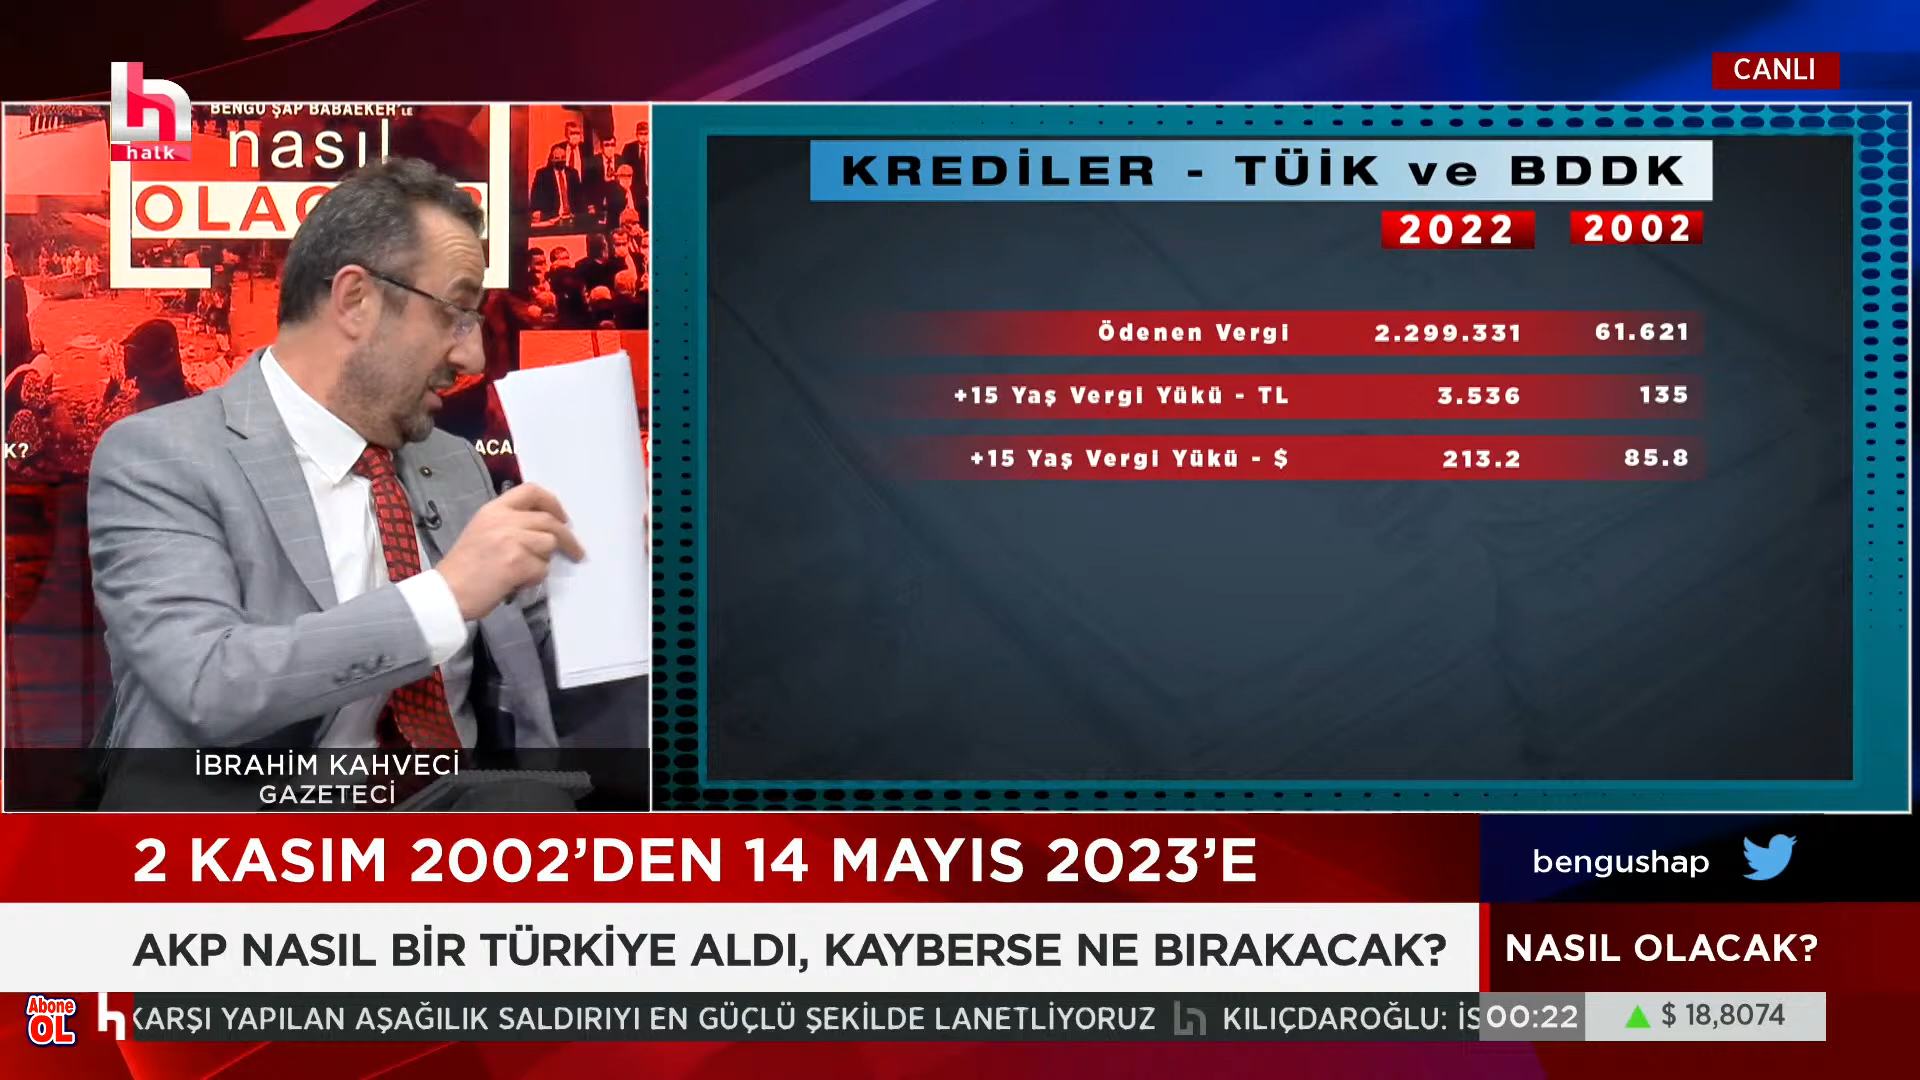 CANLI
h
halk
BENGÜ ŞAP BABAEKER'LE
nasıl
K?
KREDİLER - TÜİK ve BDDK
2022 2002
Ödenen Vergi 2.299.331 61.621
+15 Yaş Vergi Yükü - TL 3.536 135
+15 Yaş Vergi Yükü - $ 213.2 85.8
İBRAHİM KAHVECİ
GAZETECİ
2 KASIM 2002’DEN 14 MAYIS 2023’E
bengushap
AKP NASIL BİR TÜRKİYE ALDI, KAYBERSE NE BIRAKACAK?
NASIL OLACAK?
Abone
OL
h KARŞI YAPILAN AŞAĞILIK SALDIRIYI EN GÜÇLÜ ŞEKİLDE LANETLİYORUZ h KILIÇDAROĞLU: İS 00:22 $ 18,8074